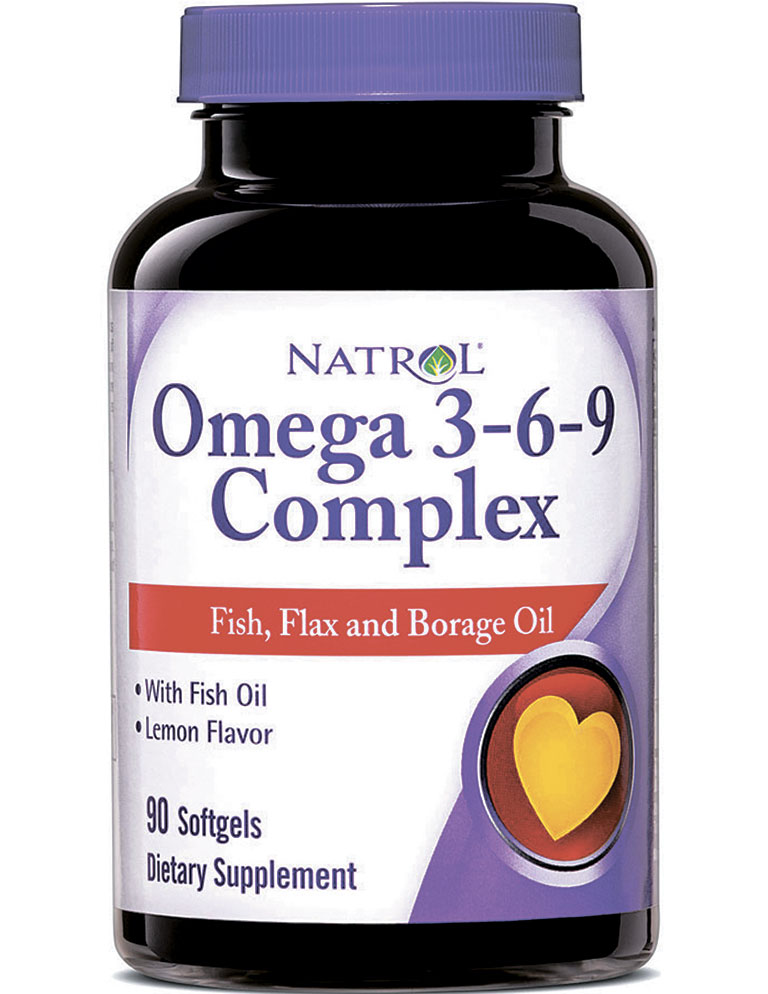 NATROL®
Omega 3-6-9
Complex
Fish, Flax and Borage Oil
• With Fish Oil
• Lemon Flavor
90 Softgels
Dietary Supplement